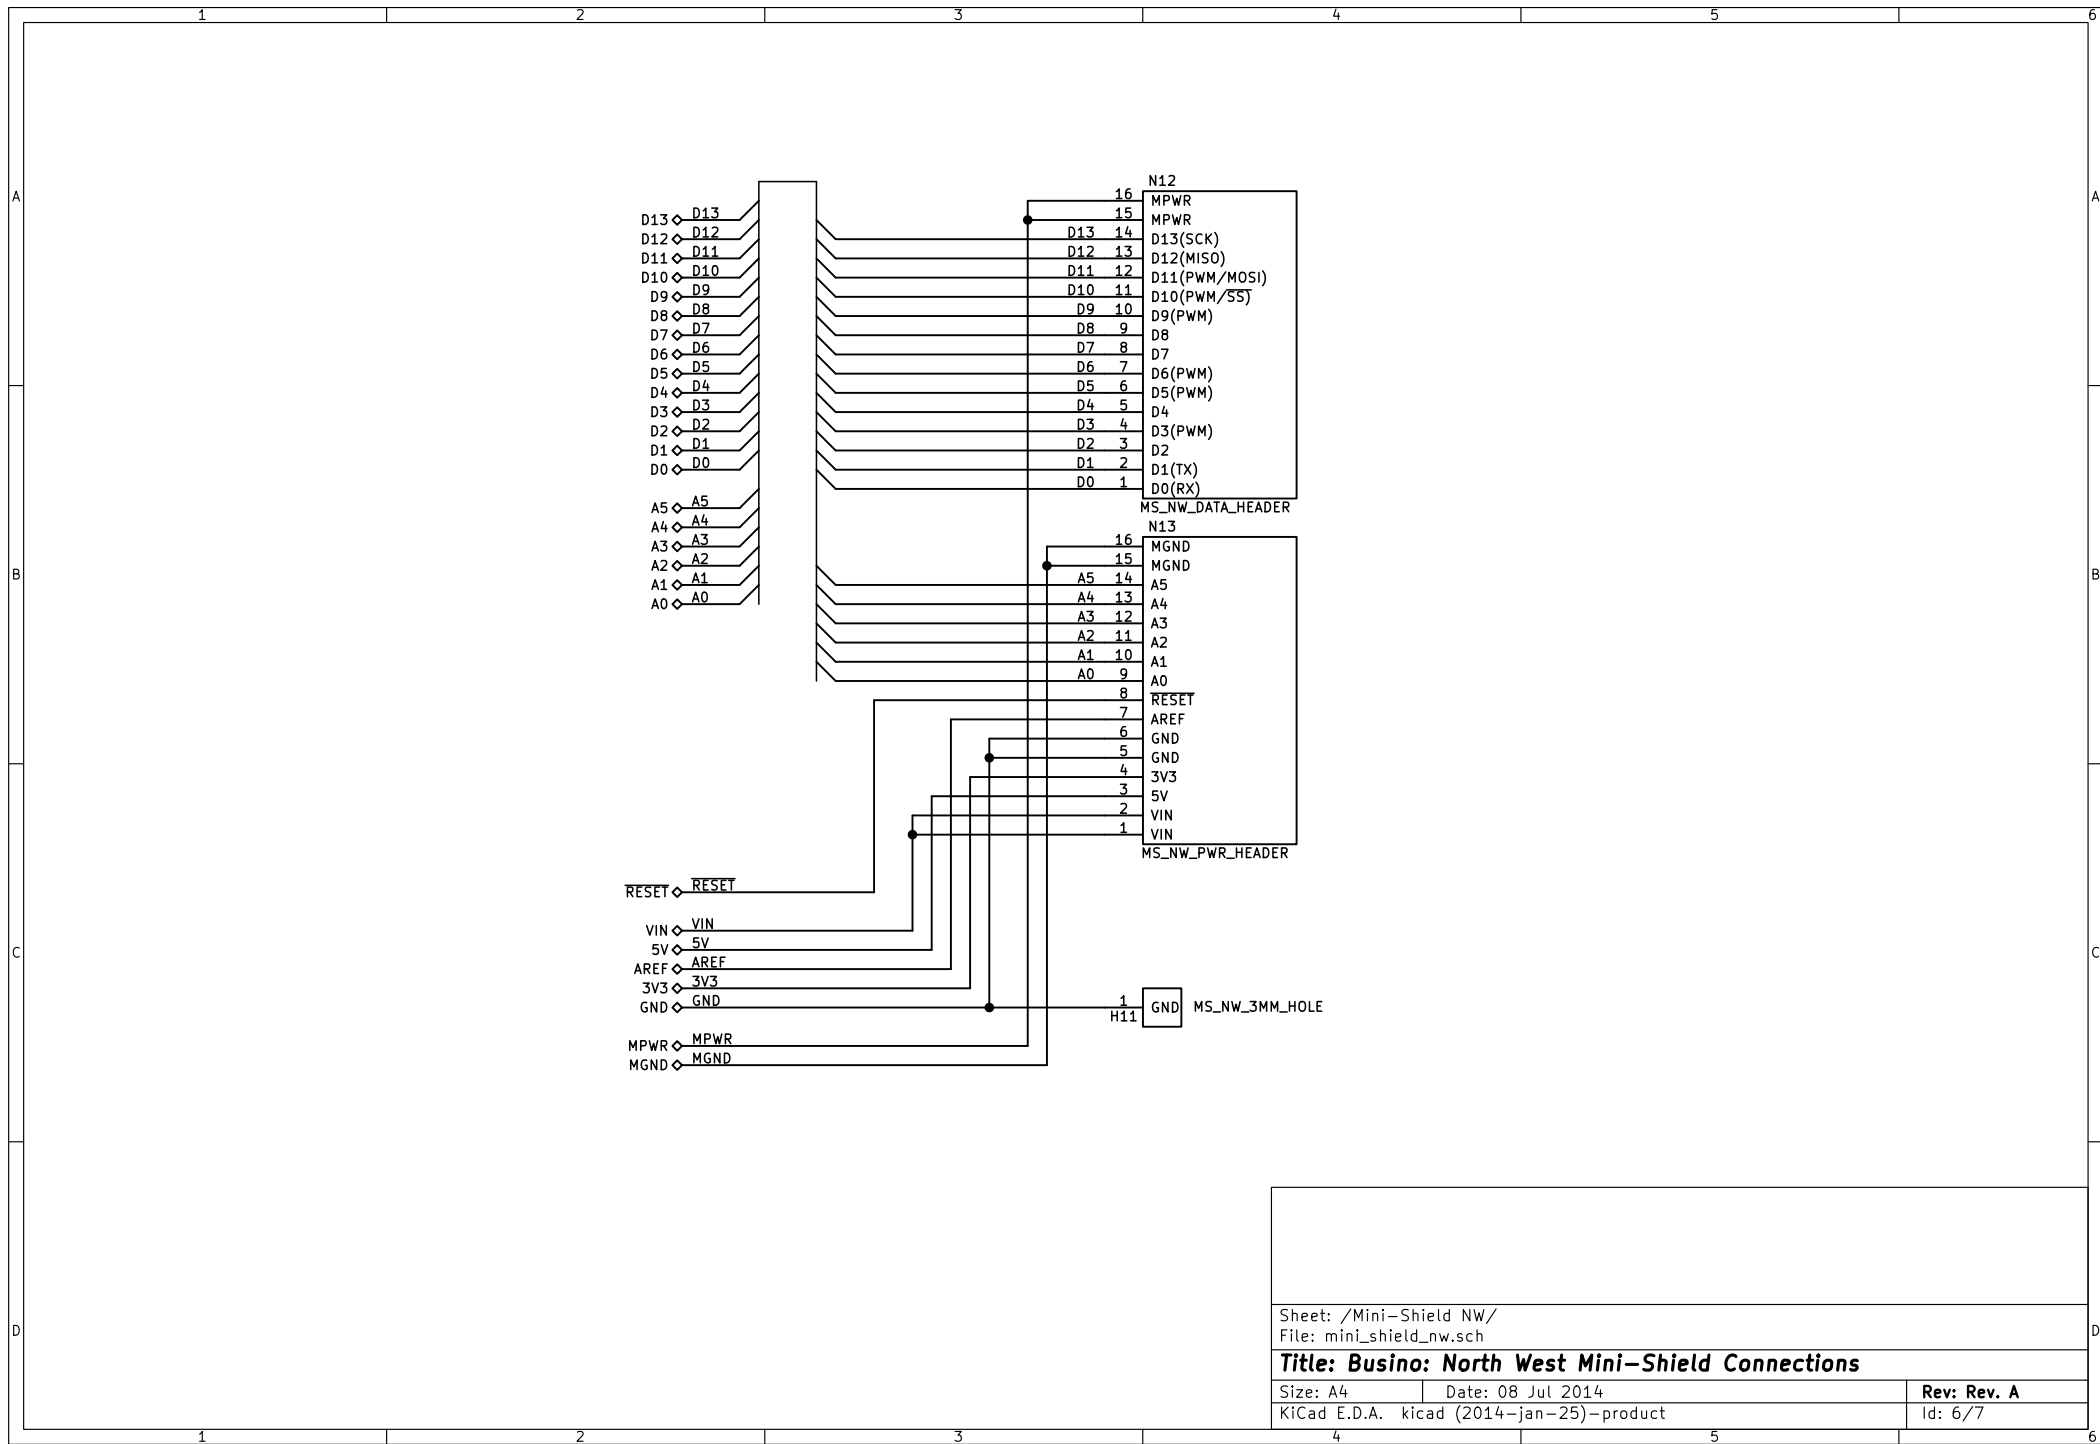 1 2 3 4 5 6
A A
B B
C C
D D
D13 D13
D12 D12
D11 D11
D10 D10
D9 D9
D8 D8
D7 D7
D6 D6
D5 D5
D4 D4
D3 D3
D2 D2
D1 D1
D0 D0
A5 A5
A4 A4
A3 A3
A2 A2
A1 A1
A0 A0
RESET RESET
VIN VIN
5V 5V
AREF AREF
3V3 3V3
GND GND
MPWR MPWR
MGND MGND
N12
16 MPWR
15 MPWR
D13 14 D13(SCK)
D12 13 D12(MISO)
D11 12 D11(PWM/MOSI)
D10 11 D10(PWM/SS)
D9 10 D9(PWM)
D8 9 D8
D7 8 D7
D6 7 D6(PWM)
D5 6 D5(PWM)
D4 5 D4
D3 4 D3(PWM)
D2 3 D2
D1 2 D1(TX)
D0 1 D0(RX)
MS_NW_DATA_HEADER
N13
16 MGND
15 MGND
A5 14 A5
A4 13 A4
A3 12 A3
A2 11 A2
A1 10 A1
A0 9 A0
8 RESET
7 AREF
6 GND
5 GND
4 3V3
3 5V
2 VIN
1 VIN
MS_NW_PWR_HEADER
1 GND MS_NW_3MM_HOLE
H11
Sheet: /Mini-Shield NW/
File: mini_shield_nw.sch
Title: Busino: North West Mini-Shield Connections
Size: A4 Date: 08 Jul 2014 Rev: Rev. A
KiCad E.D.A. kicad (2014-jan-25)-product Id: 6/7
1 2 3 4 5 6